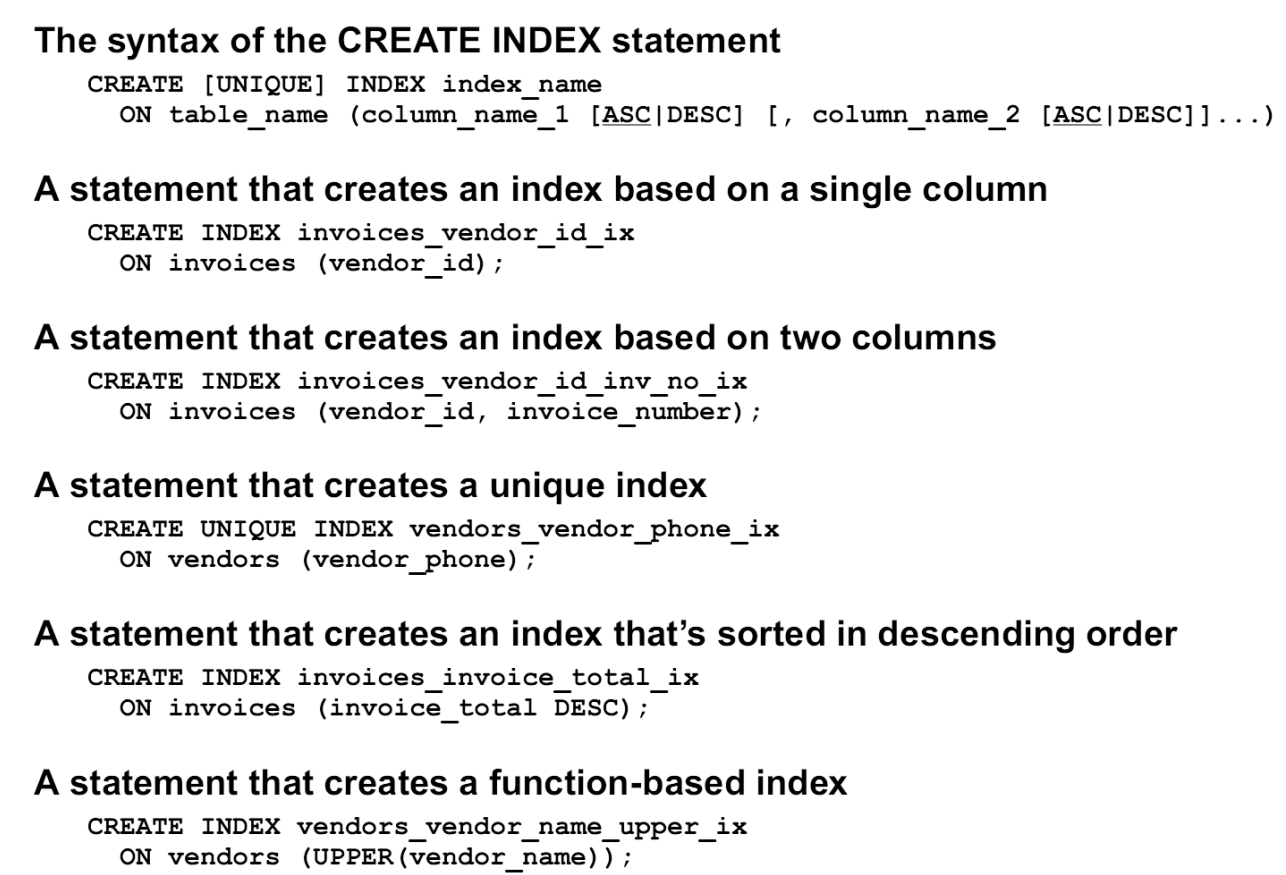 The syntax of the CREATE INDEX statement
CREATE [UNIQUE] INDEX index_name
ON table_name (column_name_1 [ASC|DESC] [, column_name_2 [ASC|DESC]]...)
A statement that creates an index based on a single column
CREATE INDEX invoices_vendor_id_ix
ON invoices (vendor_id);
A statement that creates an index based on two columns
CREATE INDEX invoices_vendor_id_inv_no_ix
ON invoices (vendor_id, invoice_number);
A statement that creates a unique index
CREATE UNIQUE INDEX vendors_vendor_phone_ix
ON vendors (vendor_phone);
A statement that creates an index that’s sorted in descending order
CREATE INDEX invoices_invoice_total_ix
ON invoices (invoice_total DESC);
A statement that creates a function-based index
CREATE INDEX vendors_vendor_name_upper_ix
ON vendors (UPPER(vendor_name));